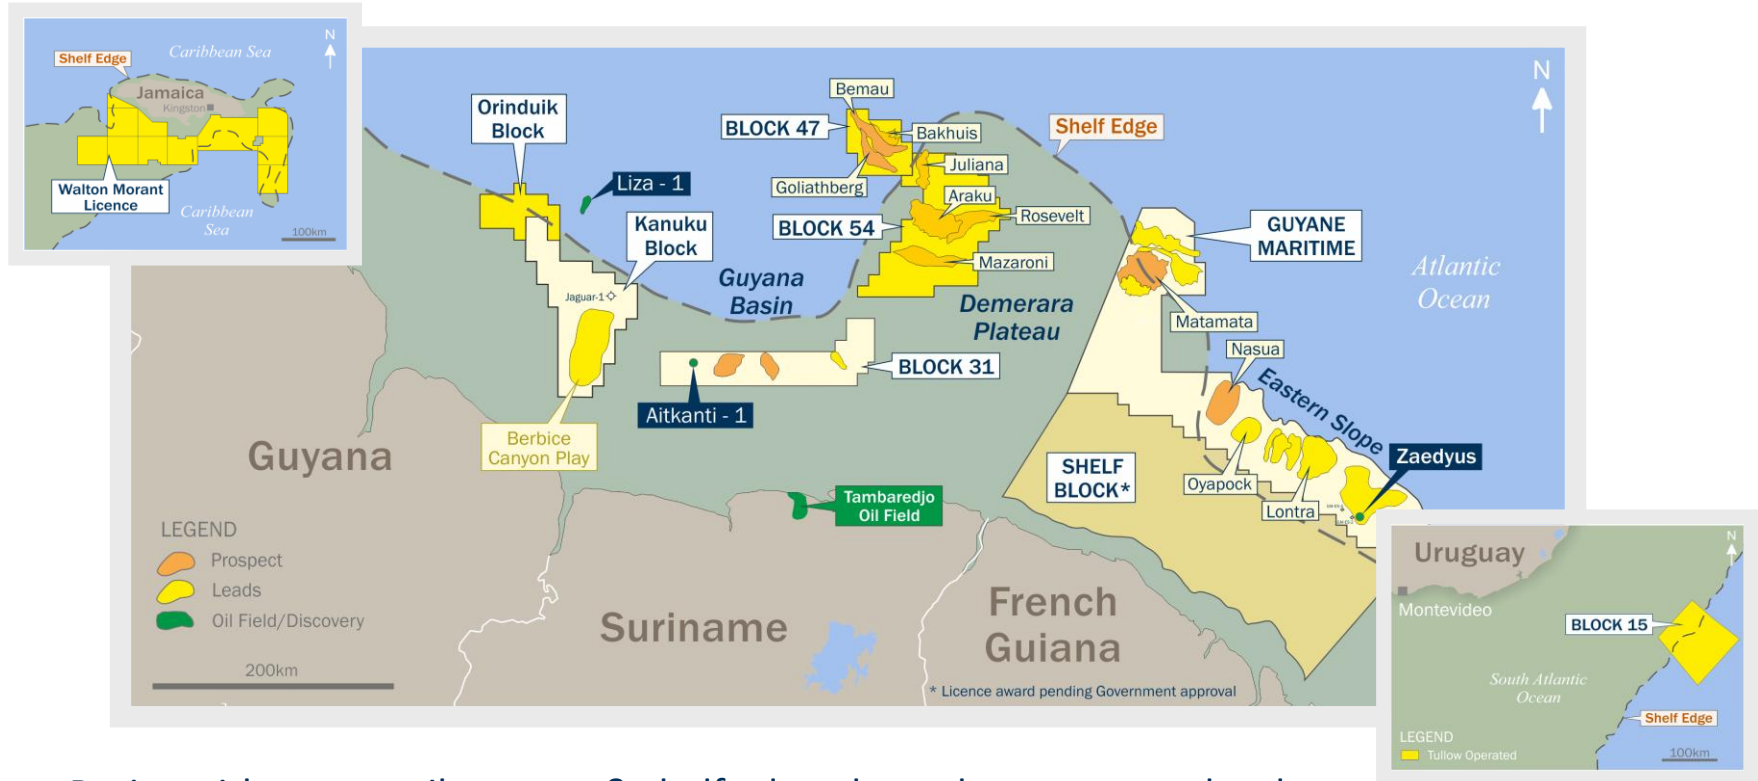 Caribbean Sea
N
Shelf Edge
Jamaica
Kingston
Walton Morant
Licence
Caribbean
Sea
100km
Orinduik
Block
Liza - 1
Kanuku
Block
Jaguar-1
Guyana
Basin
Bemau
BLOCK 47
Bakhuis
Juliana
Goliathberg
Araku
BLOCK 54
Rosevelt
Mazaroni
Shelf Edge
N
GUYANE
MARITIME
Atlantic
Ocean
Demerara
Plateau
Matamata
Nasua
BLOCK 31
Aitkanti - 1
Eastern Slope
Berbice
Canyon Play
Guyana
Zaedyus
SHELF
BLOCK*
Oyapock
Lontra
Tambaredjo
Oil Field
LEGEND
Prospect
Leads
Oil Field/Discovery
200km
Suriname
French
Guiana
* Licence award pending Government approval
Uruguay
N
Montevideo
BLOCK 15
South Atlantic
Ocean
Shelf Edge
LEGEND
Tullow Operated
100km